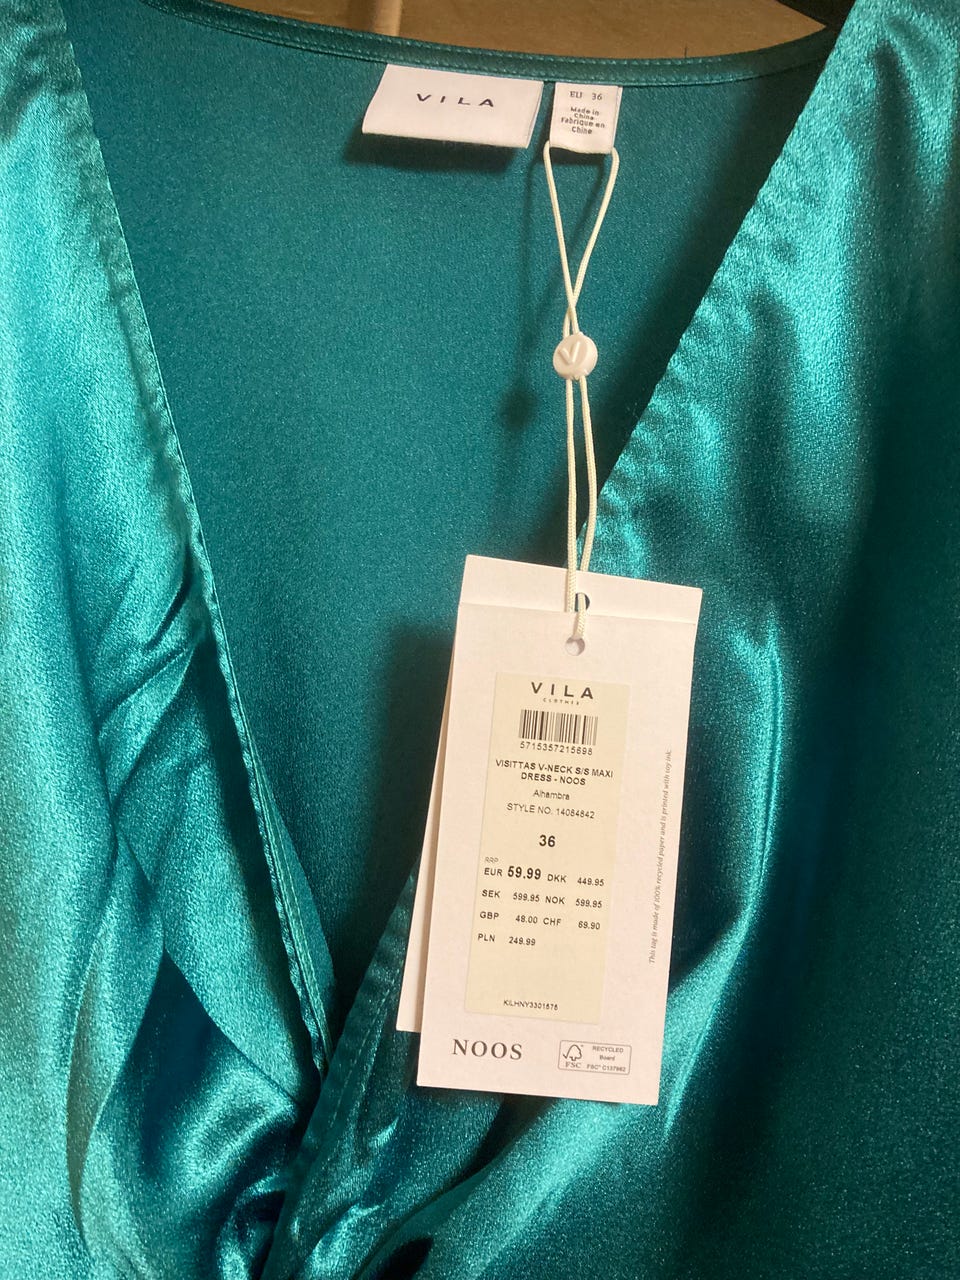 VILA
EU 36
Made in
China
Fabrique en
Chine
VILA
CLOTHES
5715357215698
VISITTAS V-NECK S/S MAXI
DRESS - NOOS
Alhambra
STYLE NO. 14084842
36
RRP
EUR 59.99 DKK 449.95
SEK 599.95 NOK 599.95
GBP 48.00 CHF 69.90
PLN 249.99
KILHNY3301576
This tag is made of 100% recycled paper and is printed with soy ink.
NOOS
FSC
RECYCLED
Board
FSC® C137982